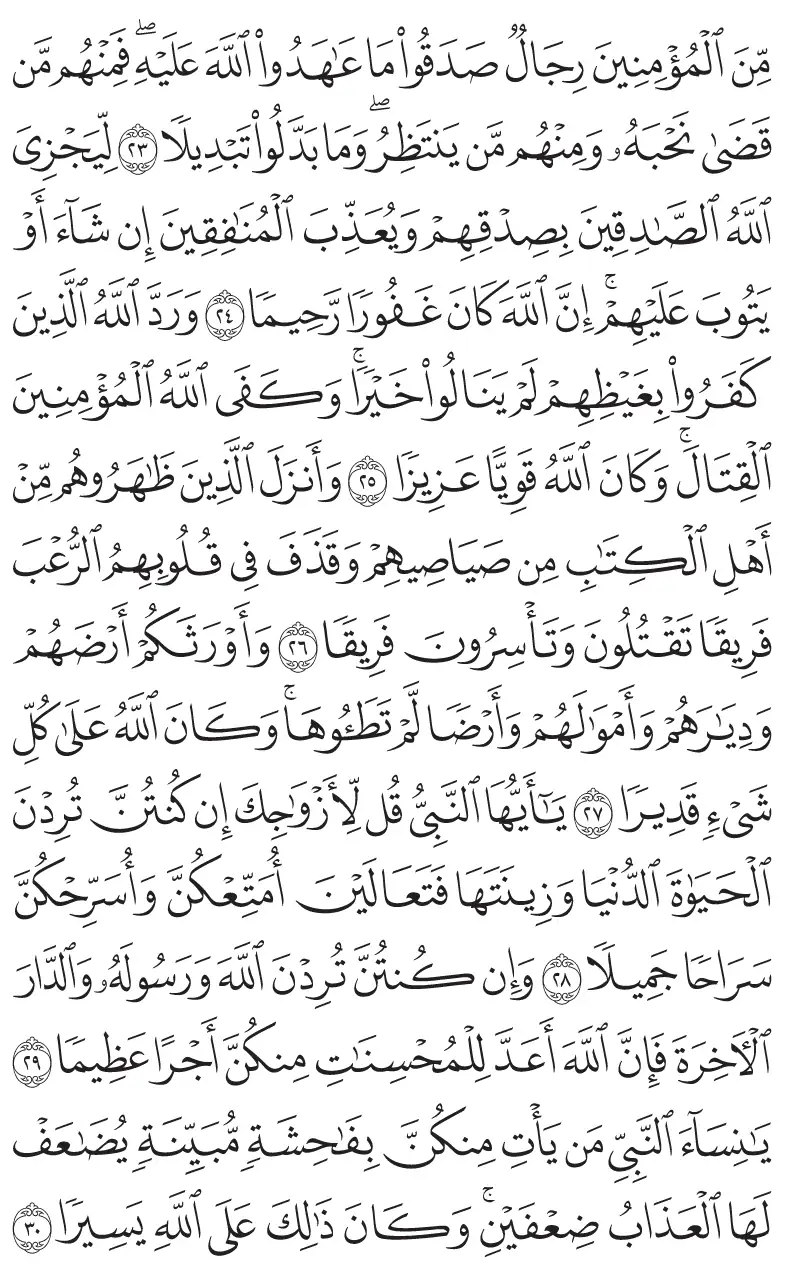 مِّنَ ٱلۡمُؤۡمِنِينَ رِجَالٞ صَدَقُواْ مَا عَٰهَدُواْ ٱللَّهَ عَلَيۡهِۖ فَمِنۡهُم مَّن
قَضَىٰ نَحۡبَهُۥ وَمِنۡهُم مَّن يَنتَظِرُۖ وَمَا بَدَّلُواْ تَبۡدِيلٗا ٢٣ لِّيَجۡزِيَ
ٱللَّهُ ٱلصَّٰدِقِينَ بِصِدۡقِهِمۡ وَيُعَذِّبَ ٱلۡمُنَٰفِقِينَ إِن شَآءَ أَوۡ
يَتُوبَ عَلَيۡهِمۡۚ إِنَّ ٱللَّهَ كَانَ غَفُورٗا رَّحِيمٗا ٢٤ وَرَدَّ ٱللَّهُ ٱلَّذِينَ
كَفَرُواْ بِغَيۡظِهِمۡ لَمۡ يَنَالُواْ خَيۡرٗاۚ وَكَفَى ٱللَّهُ ٱلۡمُؤۡمِنِينَ
ٱلۡقِتَالَۚ وَكَانَ ٱللَّهُ قَوِيًّا عَزِيزٗا ٢٥ وَأَنزَلَ ٱلَّذِينَ ظَٰهَرُوهُم مِّنۡ
أَهۡلِ ٱلۡكِتَٰبِ مِن صَيَاصِيهِمۡ وَقَذَفَ فِي قُلُوبِهِمُ ٱلرُّعۡبَ
فَرِيقٗا تَقۡتُلُونَ وَتَأۡسِرُونَ فَرِيقٗا ٢٦ وَأَوۡرَثَكُمۡ أَرۡضَهُمۡ
وَدِيَٰرَهُمۡ وَأَمۡوَٰلَهُمۡ وَأَرۡضٗا لَّمۡ تَطَـُٔوهَاۚ وَكَانَ ٱللَّهُ عَلَىٰ كُلِّ
شَيۡءٖ قَدِيرٗا ٢٧ يَٰٓأَيُّهَا ٱلنَّبِيُّ قُل لِّأَزۡوَٰجِكَ إِن كُنتُنَّ تُرِدۡنَ
ٱلۡحَيَوٰةَ ٱلدُّنۡيَا وَزِينَتَهَا فَتَعَالَيۡنَ أُمَتِّعۡكُنَّ وَأُسَرِّحۡكُنَّ
سَرَاحٗا جَمِيلٗا ٢٨ وَإِن كُنتُنَّ تُرِدۡنَ ٱللَّهَ وَرَسُولَهُۥ وَٱلدَّارَ
ٱلۡأٓخِرَةَ فَإِنَّ ٱللَّهَ أَعَدَّ لِلۡمُحۡسِنَٰتِ مِنكُنَّ أَجۡرًا عَظِيمٗا ٢٩
يَٰنِسَآءَ ٱلنَّبِيِّ مَن يَأۡتِ مِنكُنَّ بِفَٰحِشَةٖ مُّبَيِّنَةٖ يُضَٰعَفۡ
لَهَا ٱلۡعَذَابُ ضِعۡفَيۡنِۚ وَكَانَ ذَٰلِكَ عَلَى ٱللَّهِ يَسِيرٗا ٣٠